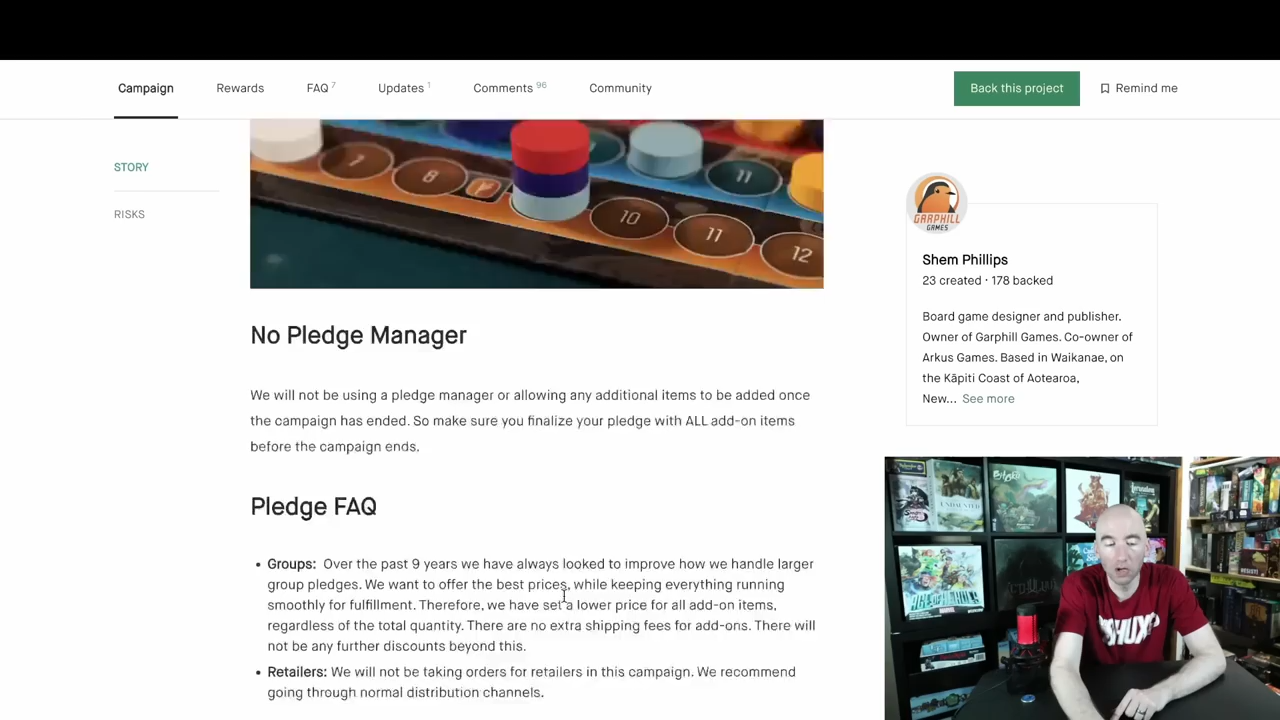 Campaign
Rewards
FAQ 7
Updates 1
Comments 96
Community
Back this project
Remind me
STORY
RISKS
7
8
11
10
11
12
GARPHILL
GAMES
Shem Phillips
23 created · 178 backed
Board game designer and publisher.
Owner of Garphill Games. Co-owner of
Arkus Games. Based in Waikanae, on
the Kāpiti Coast of Aotearoa,
New... See more
No Pledge Manager
We will not be using a pledge manager or allowing any additional items to be added once
the campaign has ended. So make sure you finalize your pledge with ALL add-on items
before the campaign ends.
Pledge FAQ
• Groups: Over the past 9 years we have always looked to improve how we handle larger
group pledges. We want to offer the best prices, while keeping everything running
smoothly for fulfillment. Therefore, we have set a lower price for all add-on items,
regardless of the total quantity. There are no extra shipping fees for add-ons. There will
not be any further discounts beyond this.
• Retailers: We will not be taking orders for retailers in this campaign. We recommend
going through normal distribution channels.